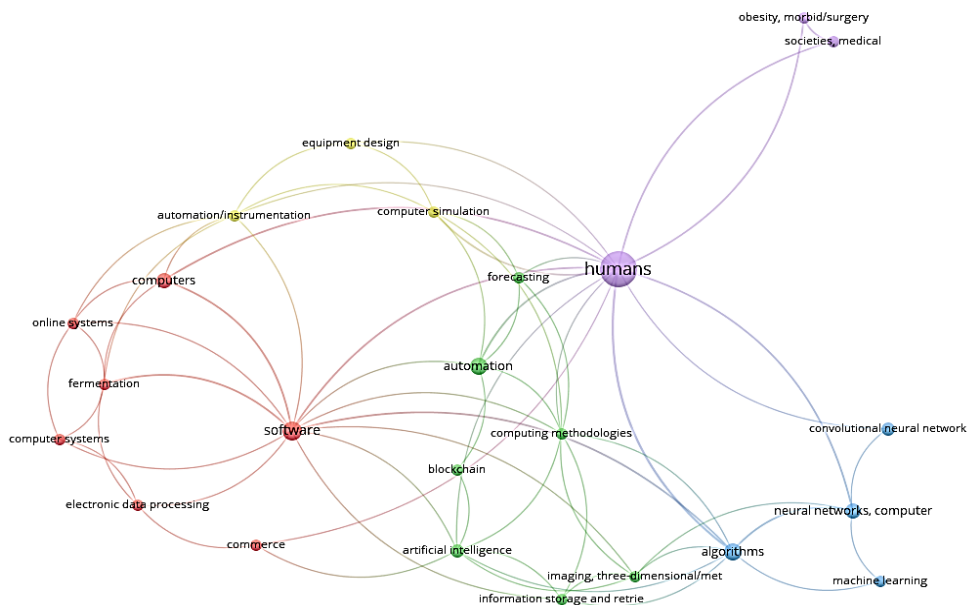 obesity, morbid/surgery
societies, medical
equipment design
automation/instrumentation
computer simulation
humans
forecasting
computers
online systems
automation
fermentation
software
computing methodologies
convolutional neural network
computer systems
blockchain
electronic data processing
neural networks, computer
commerce
artificial intelligence
algorithms
imaging, three-dimensional/met
machine learning
information storage and retrie